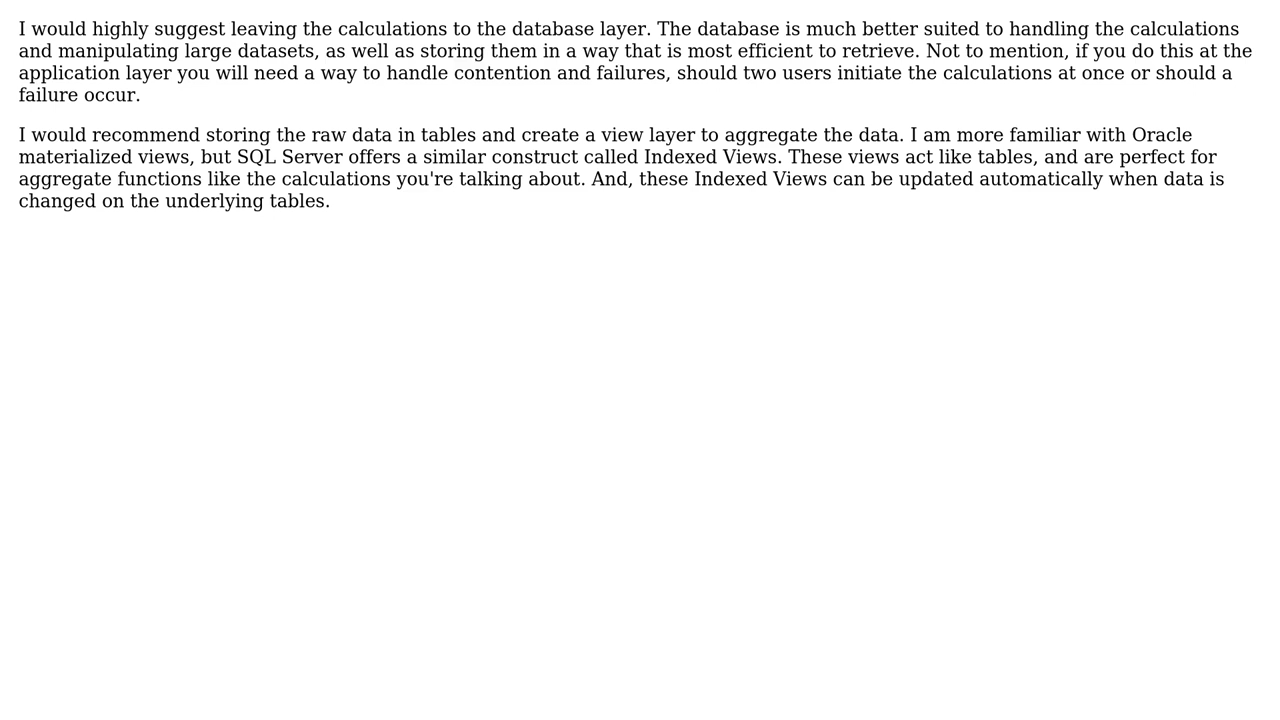 I would highly suggest leaving the calculations to the database layer. The database is much better suited to handling the calculations
and manipulating large datasets, as well as storing them in a way that is most efficient to retrieve. Not to mention, if you do this at the
application layer you will need a way to handle contention and failures, should two users initiate the calculations at once or should a
failure occur.
I would recommend storing the raw data in tables and create a view layer to aggregate the data. I am more familiar with Oracle
materialized views, but SQL Server offers a similar construct called Indexed Views. These views act like tables, and are perfect for
aggregate functions like the calculations you're talking about. And, these Indexed Views can be updated automatically when data is
changed on the underlying tables.